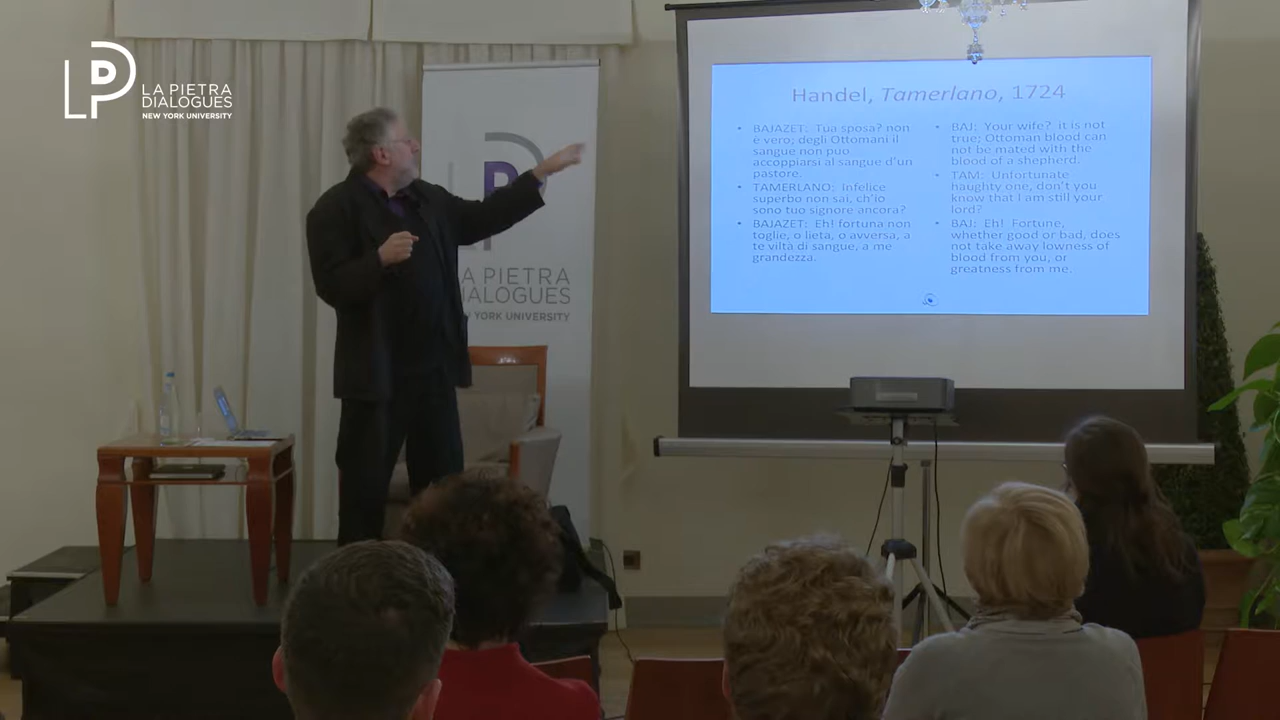 LA PIETRA
DIALOGUES
NEW YORK UNIVERSITY
LA PIETRA
DIALOGUES
NEW YORK UNIVERSITY
Handel, Tamerlano, 1724
• BAJAZET: Tua sposa? non
è vero; degli Ottomani il
sangue non può
accoppiarsi al sangue d'un
pastore.
• TAMERLANO: Infelice
superbo non sai, ch'io
sono tuo signore ancora?
• BAJAZET: Eh! fortuna non
toglie, o lieta, o avversa, a
te viltà di sangue, a me
grandezza.
• BAJ: Your wife? it is not
true; Ottoman blood can
not be mated with the
blood of a shepherd.
• TAM: Unfortunate
haughty one, don't you
know that I am still your
lord?
• BAJ: Eh! Fortune,
whether good or bad, does
not take away lowness of
blood from you, or
greatness from me.